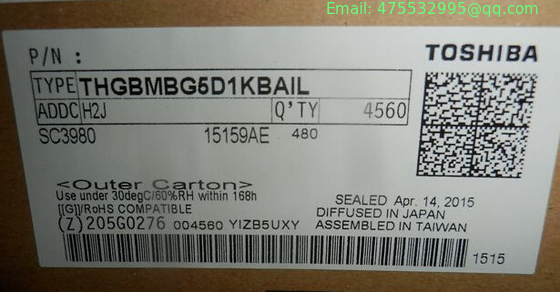 Email: 475532995@qq.com
P/N :
TOSHIBA
TYPE THGBMBG5D1KBAIL
ADDC H2J Q'TY 4560
SC3980 15159AE 480
<Outer Carton>
Use under 30degC/60%RH within 168h
[[G]]/RoHS COMPATIBLE
SEALED Apr. 14, 2015
DIFFUSED IN JAPAN
ASSEMBLED IN TAIWAN
(Z) 205G0276 004560 YIZB5UXY
1515